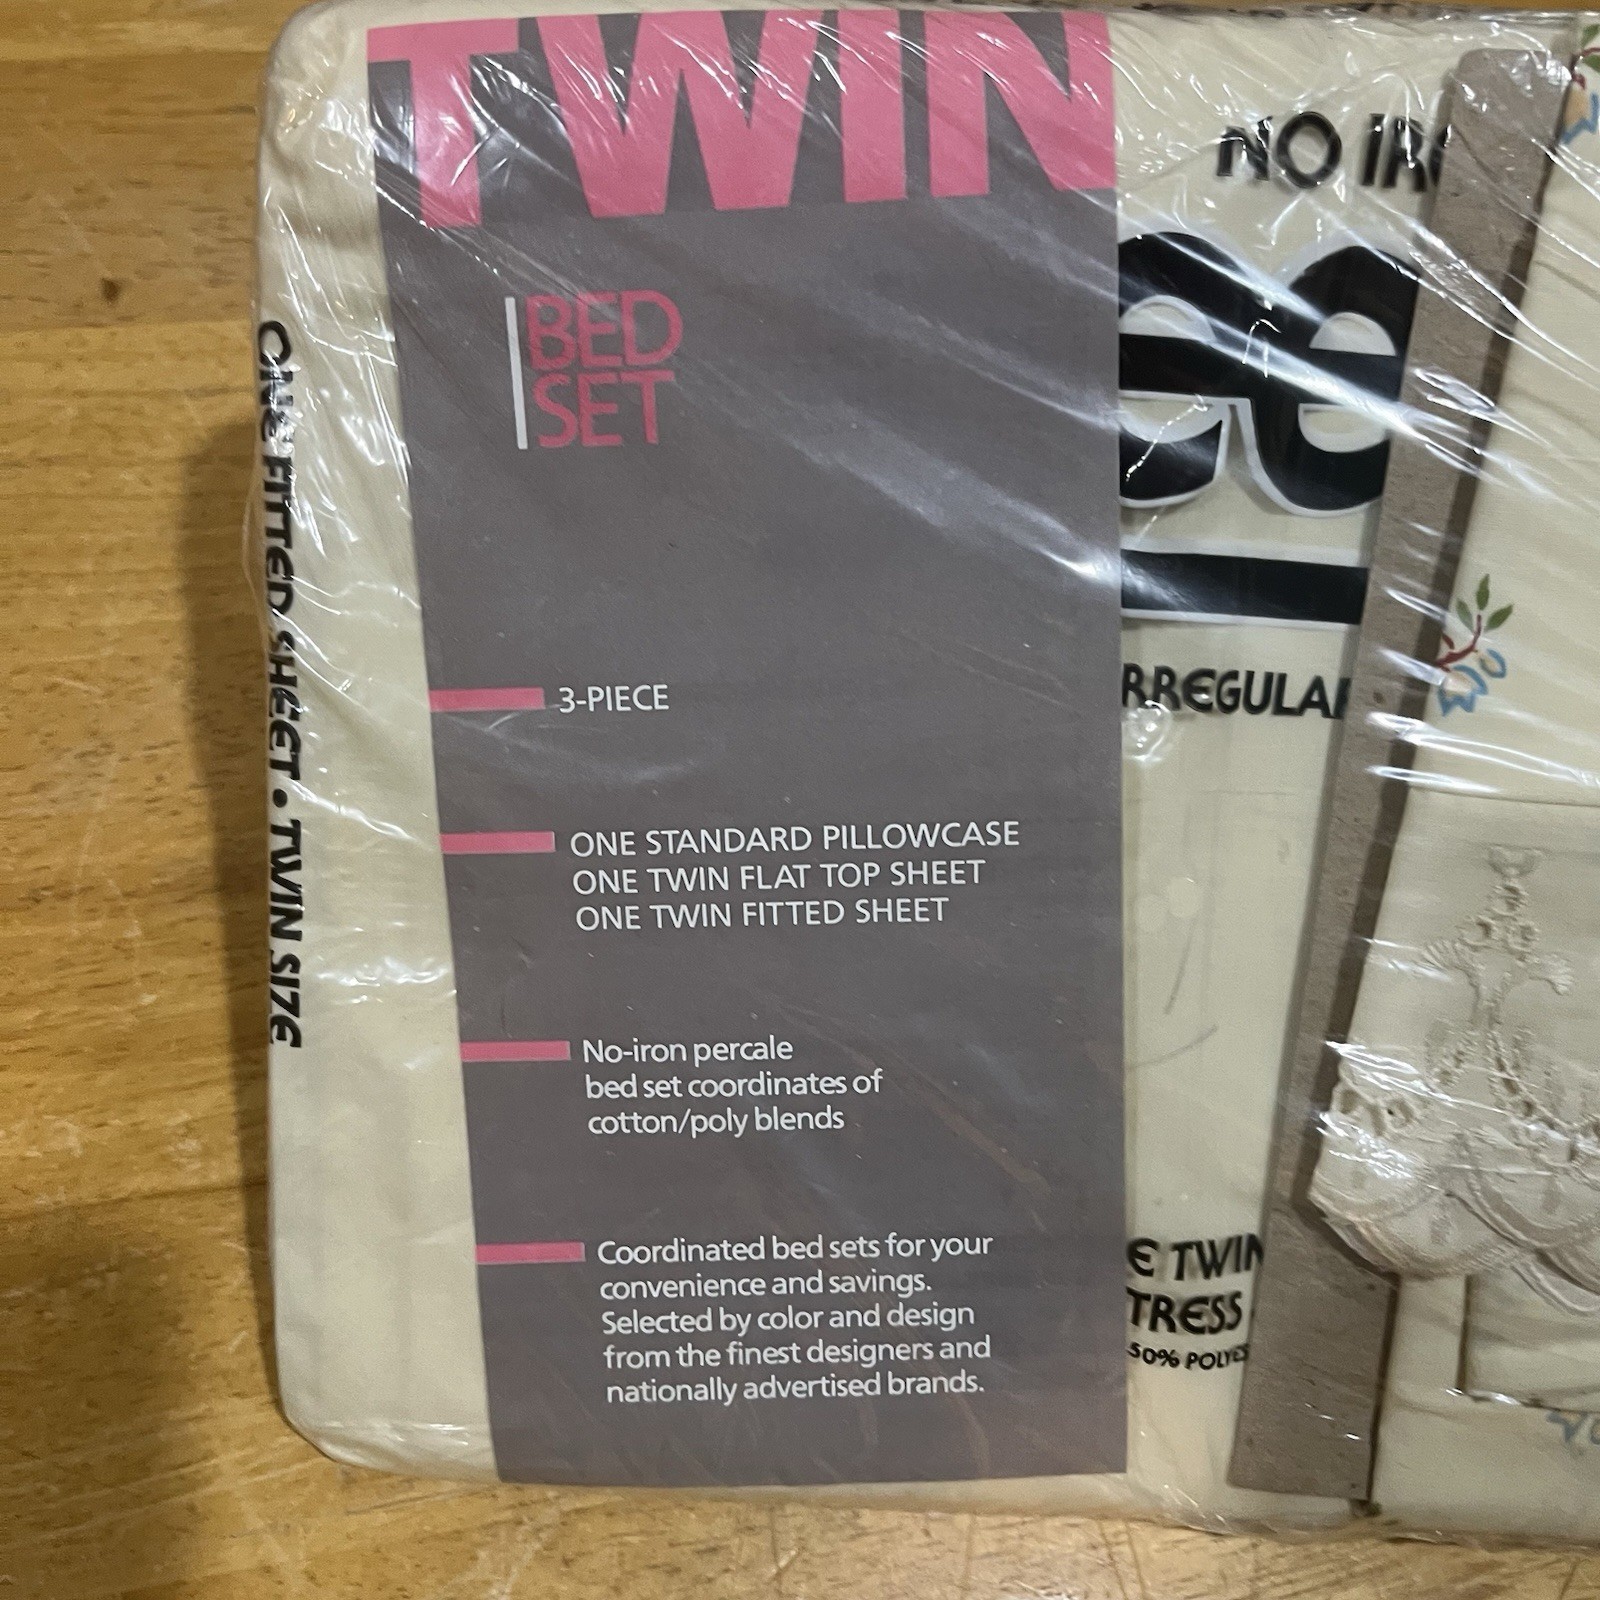 TWIN
BED
SET
3-PIECE
ONE STANDARD PILLOWCASE
ONE TWIN FLAT TOP SHEET
ONE TWIN FITTED SHEET
No-iron percale
bed set coordinates of
cotton/poly blends
Coordinated bed sets for your
convenience and savings.
Selected by color and design
from the finest designers and
nationally advertised brands.
ONE FITTED SHEET • TWIN SIZE
NO IR
RREGULAR
E TWIN
TRESS
50% POLYES